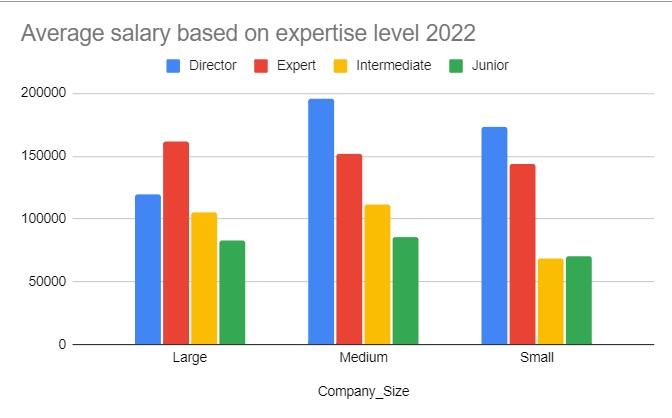 Average salary based on expertise level 2022
Director Expert Intermediate Junior
200000
150000
100000
50000
0
Large Medium Small
Company_Size